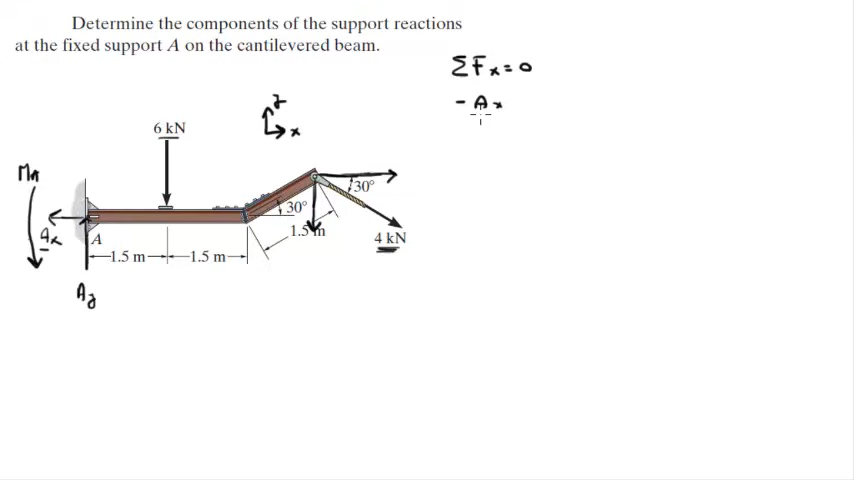 Determine the components of the support reactions
at the fixed support A on the cantilevered beam.
ΣFx=0
- Ax
y
x
6 kN
MA
30°
30°
Ax
A
1.5 m
4 kN
1.5 m
1.5 m
Ay